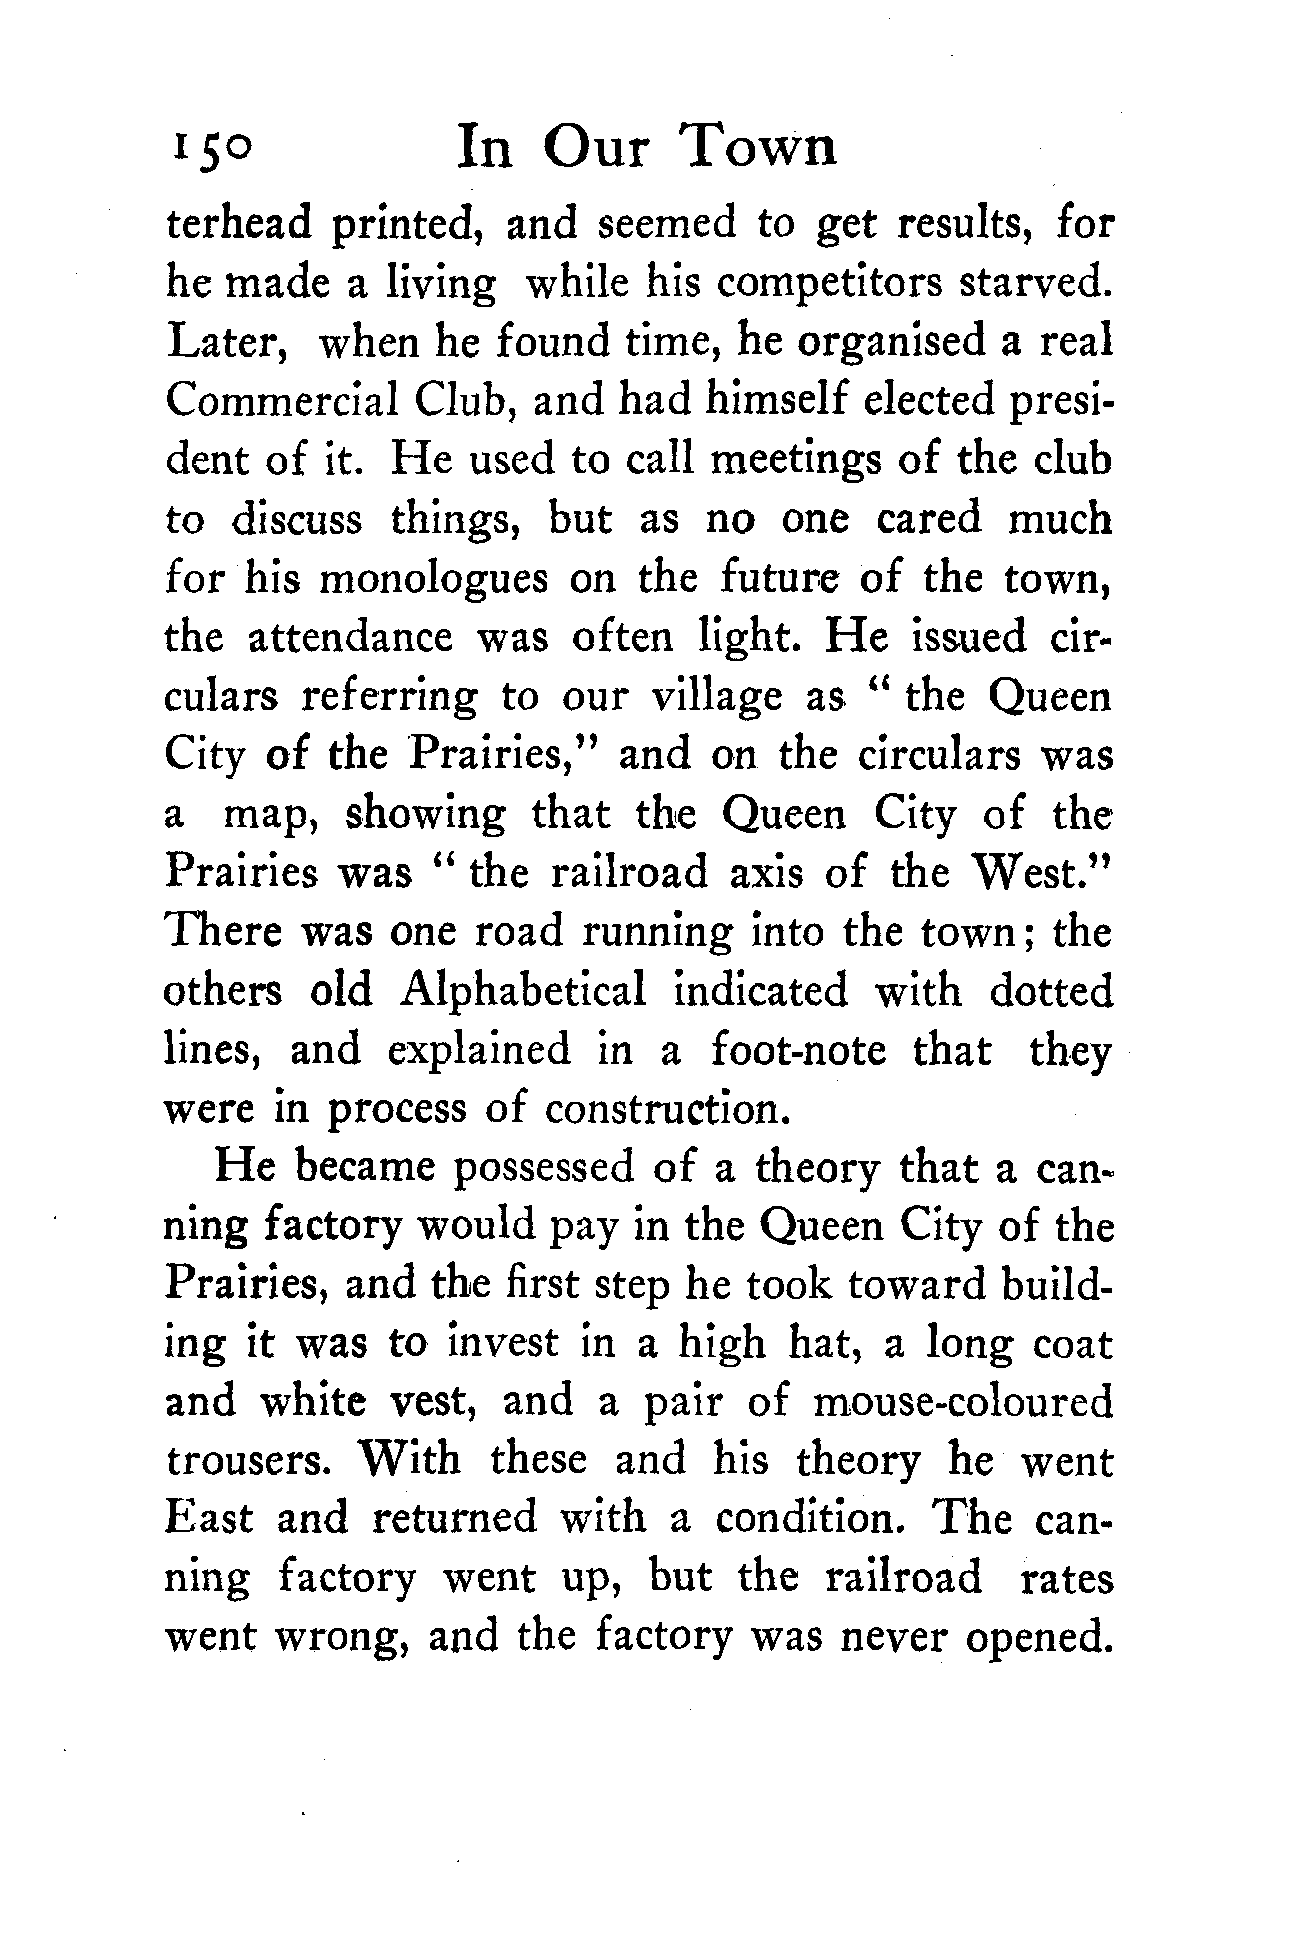 150 In Our Town
terhead printed, and seemed to get results, for
he made a living while his competitors starved.
Later, when he found time, he organised a real
Commercial Club, and had himself elected presi-
dent of it. He used to call meetings of the club
to discuss things, but as no one cared much
for his monologues on the future of the town,
the attendance was often light. He issued cir-
culars referring to our village as “ the Queen
City of the Prairies,” and on the circulars was
a map, showing that the Queen City of the
Prairies was “ the railroad axis of the West.”
There was one road running into the town; the
others old Alphabetical indicated with dotted
lines, and explained in a foot-note that they
were in process of construction.
He became possessed of a theory that a can-
ning factory would pay in the Queen City of the
Prairies, and the first step he took toward build-
ing it was to invest in a high hat, a long coat
and white vest, and a pair of mouse-coloured
trousers. With these and his theory he went
East and returned with a condition. The can-
ning factory went up, but the railroad rates
went wrong, and the factory was never opened.